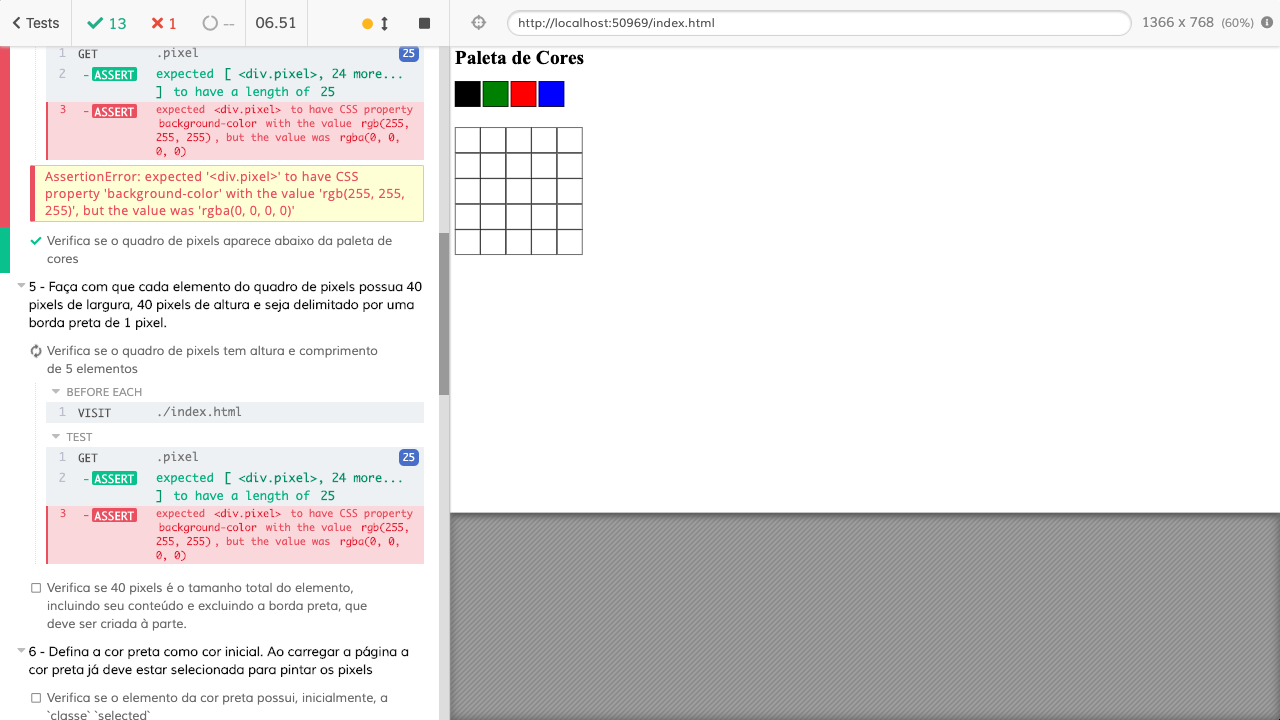 Tests
13
1
--
06.51
http://localhost:50969/index.html
1366 x 768 (60%)
1 GET .pixel 25
2 - ASSERT expected [ <div.pixel>, 24 more...
] to have a length of 25
3 - ASSERT expected <div.pixel> to have CSS property
background-color with the value rgb(255,
255, 255), but the value was rgba(0, 0,
0, 0)
AssertionError: expected '<div.pixel>' to have CSS
property 'background-color' with the value 'rgb(255, 255,
255)', but the value was 'rgba(0, 0, 0, 0)'
Verifica se o quadro de pixels aparece abaixo da paleta de
cores
5 - Faça com que cada elemento do quadro de pixels possua 40
pixels de largura, 40 pixels de altura e seja delimitado por uma
borda preta de 1 pixel.
Verifica se o quadro de pixels tem altura e comprimento
de 5 elementos
BEFORE EACH
1 VISIT ./index.html
TEST
1 GET .pixel 25
2 - ASSERT expected [ <div.pixel>, 24 more...
] to have a length of 25
3 - ASSERT expected <div.pixel> to have CSS property
background-color with the value rgb(255,
255, 255), but the value was rgba(0, 0,
0, 0)
Verifica se 40 pixels é o tamanho total do elemento,
incluindo seu conteúdo e excluindo a borda preta, que
deve ser criada à parte.
6 - Defina a cor preta como cor inicial. Ao carregar a página a
cor preta já deve estar selecionada para pintar os pixels
Verifica se o elemento da cor preta possui, inicialmente, a
`classe` `selected`
Paleta de Cores